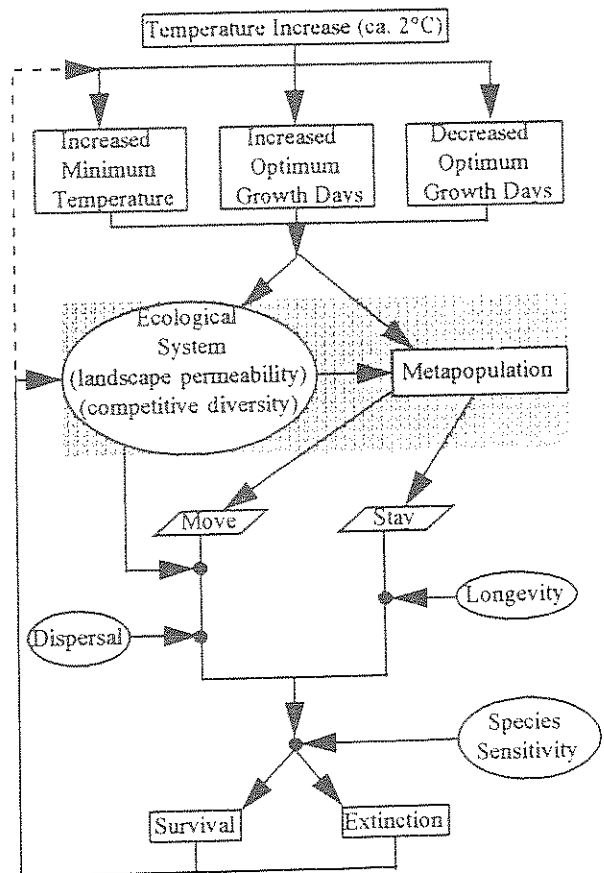 Temperature Increase (ca. 2°C)
Increased
Minimum
Temperature
Increased
Optimum
Growth Days
Decreased
Optimum
Growth Days
Ecological
System
(landscape permeability)
(competitive diversity)
Metapopulation
Move
Stay
Longevity
Dispersal
Species
Sensitivity
Survival
Extinction